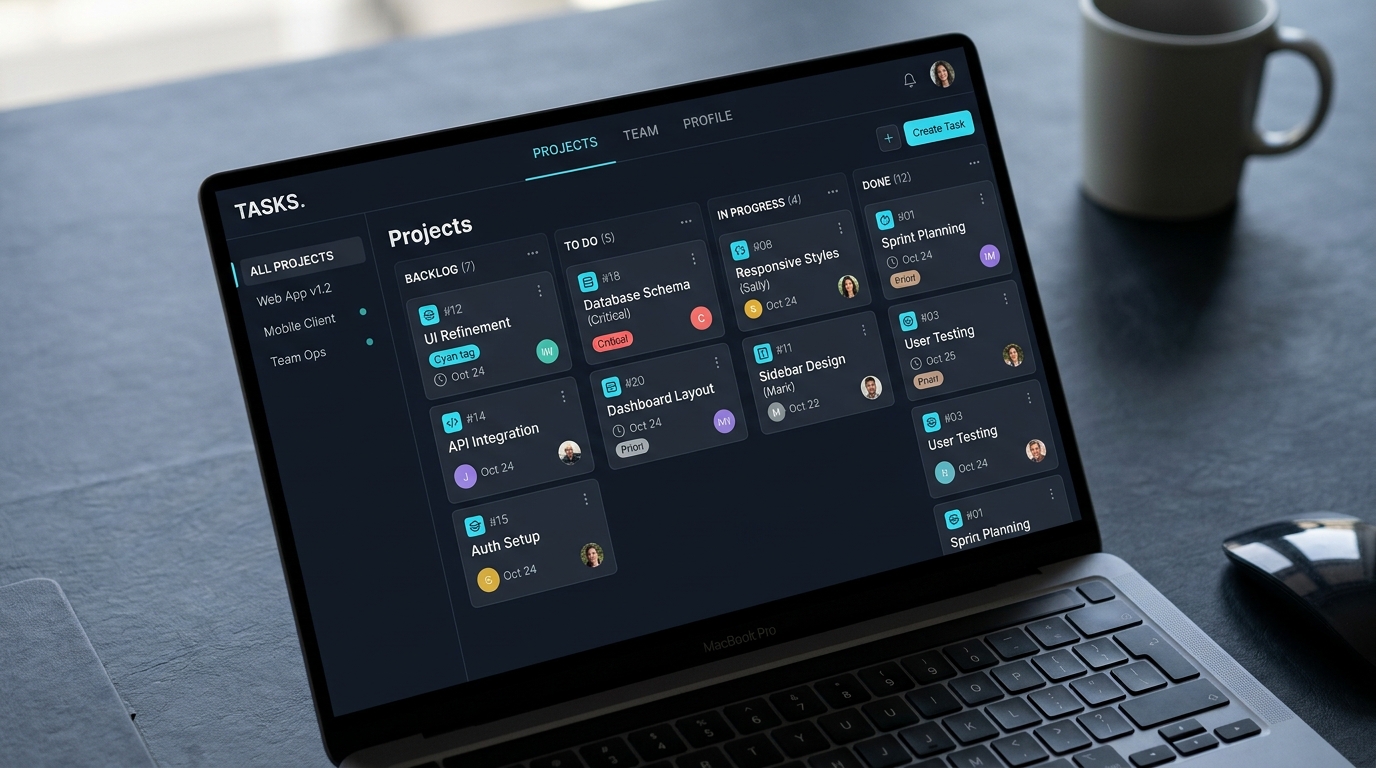 PROJECTS
TEAM
PROFILE
Create Task
TASKS.
ALL PROJECTS
Web App v1.2
Mobile Client
Team Ops
Projects
BACKLOG (7)
#12
UI Refinement
Cyan tag
Oot 24
#14
API Integration
J
Oct 24
#15
Auth Setup
Oct 24
TO DO (5)
#18
Database Schema
(Critical)
C
#20
Dashboard Layout
Oct 24
IN PROGRESS (4)
#08
Responsive Styles
(Sally)
S
Oct 24
#11
Sidebar Design
(Mark)
M
Oct 22
DONE (12)
#01
Sprint Planning
Oct 24
#03
User Testing
Oct 25
#03
User Testing
Oct 24
#01
Sprin Planning
MacBook Pro